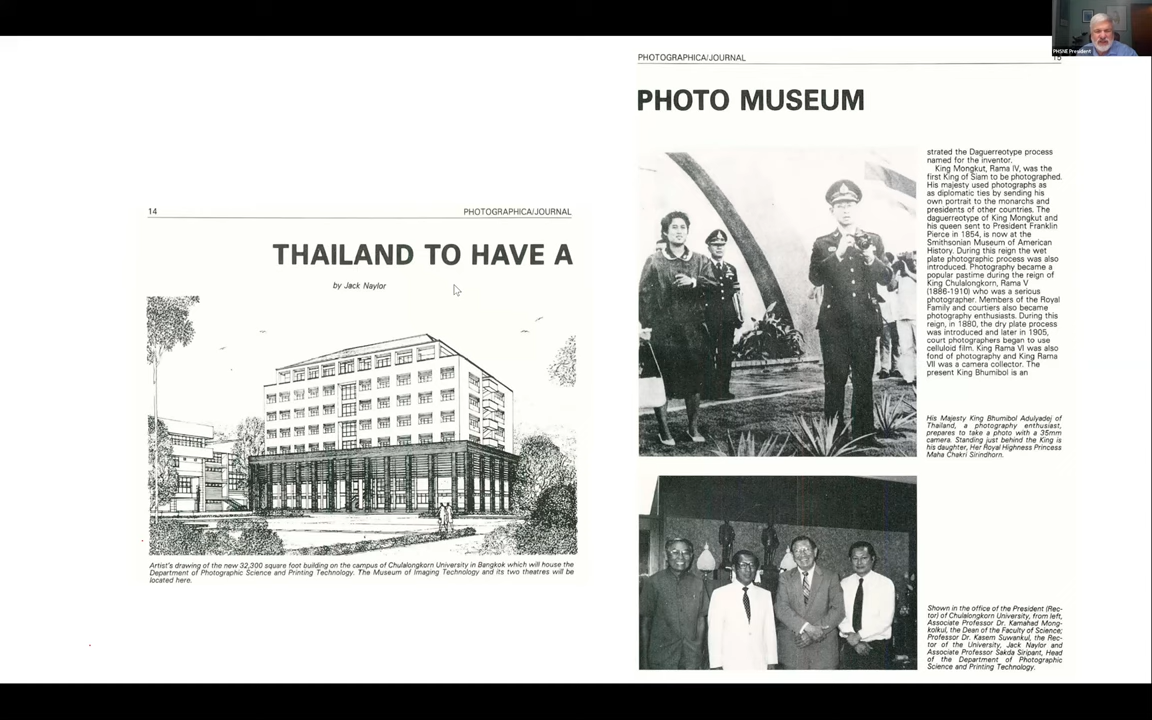 PHSNE President
14
PHOTOGRAPHICA/JOURNAL
THAILAND TO HAVE A
by Jack Naylor
Artist's drawing of the new 32,300 square foot building on the campus of Chulalongkorn University in Bangkok which will house the
Department of Photographic Science and Printing Technology. The Museum of Imaging Technology and its two theatres will be
located here.
PHOTOGRAPHICA/JOURNAL
15
PHOTO MUSEUM
strated the Daguerreotype process
named for the inventor.
King Mongkut, Rama IV, was the
first King of Siam to be photographed.
His majesty used photographs as
as diplomatic ties by sending his
own portrait to the monarchs and
presidents of other countries. The
daguerreotype of King Mongkut and
his queen sent to President Franklin
Pierce in 1854, is now at the
Smithsonian Museum of American
History. During this reign the wet
plate photographic process was also
introduced. Photography became a
popular pastime during the reign of
King Chulalongkorn, Rama V
(1886-1910) who was a serious
photographer. Members of the Royal
Family and courtiers also became
photography enthusiasts. During this
reign, in 1880, the dry plate process
was introduced and later in 1905,
court photographers began to use
celluloid film. King Rama VI was also
fond of photography and King Rama
VII was a camera collector. The
present King Bhumibol is an
His Majesty King Bhumibol Adulyadej of
Thailand, a photography enthusiast,
prepares to take a photo with a 35mm
camera. Standing just behind the King is
his daughter, Her Royal Highness Princess
Maha Chakri Sirindhorn.
Shown in the office of the President (Rec-
tor) of Chulalongkorn University, from left,
Associate Professor Dr. Kamahad Mong-
kolkul, the Dean of the Faculty of Science;
Professor Dr. Kasem Suwankul, the Rec-
tor of the University, Jack Naylor and
Associate Professor Sakda Siripant, Head
of the Department of Photographic
Science and Printing Technology.